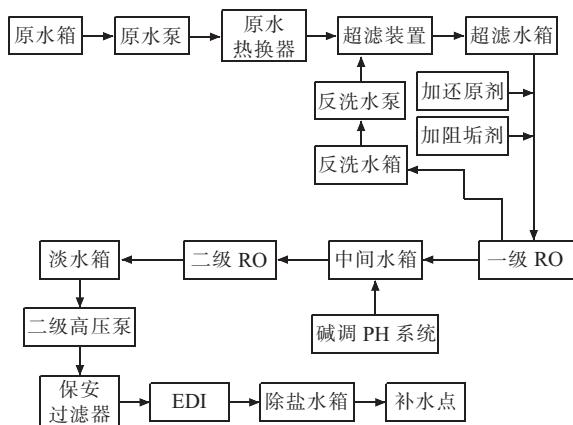 原水箱
原水泵
原水
热换器
超滤装置
超滤水箱
反洗水泵
加还原剂
加阻垢剂
反洗水箱
淡水箱
二级 RO
中间水箱
一级 RO
二级高压泵
碱调 PH 系统
保安
过滤器
EDI
除盐水箱
补水点